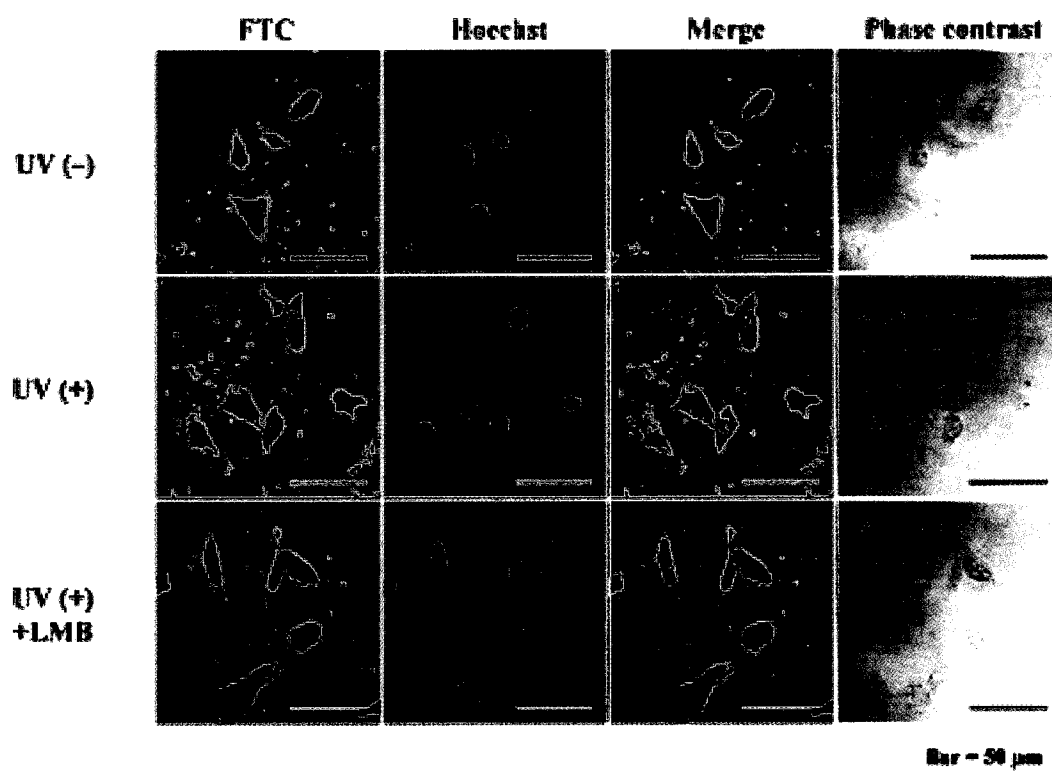 FTC
Hoechst
Merge
Phase contrast
UV (–)
UV (+)
UV (+)
+LMB
Bar = 50 µm